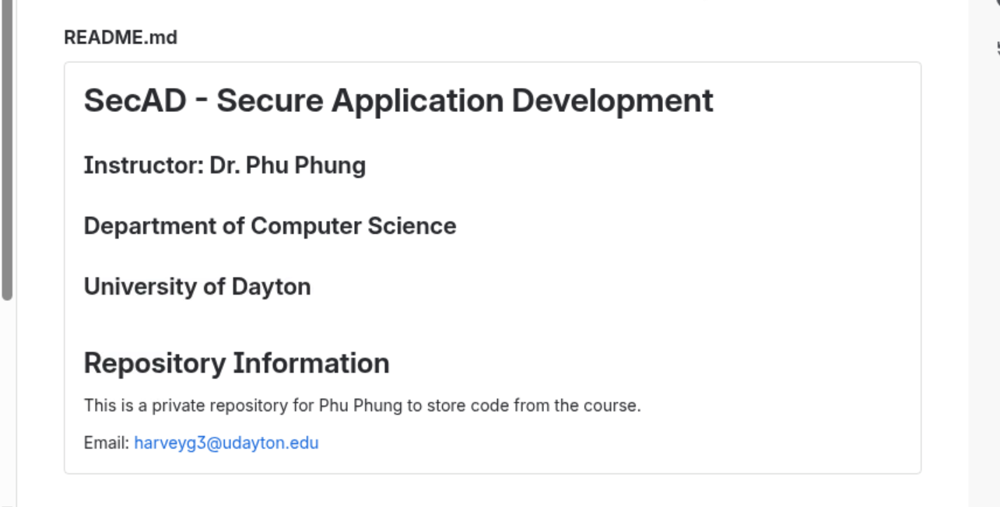 README.md
SecAD - Secure Application Development
Instructor: Dr. Phu Phung
Department of Computer Science
University of Dayton
Repository Information
This is a private repository for Phu Phung to store code from the course.
Email: harveyg3@udayton.edu